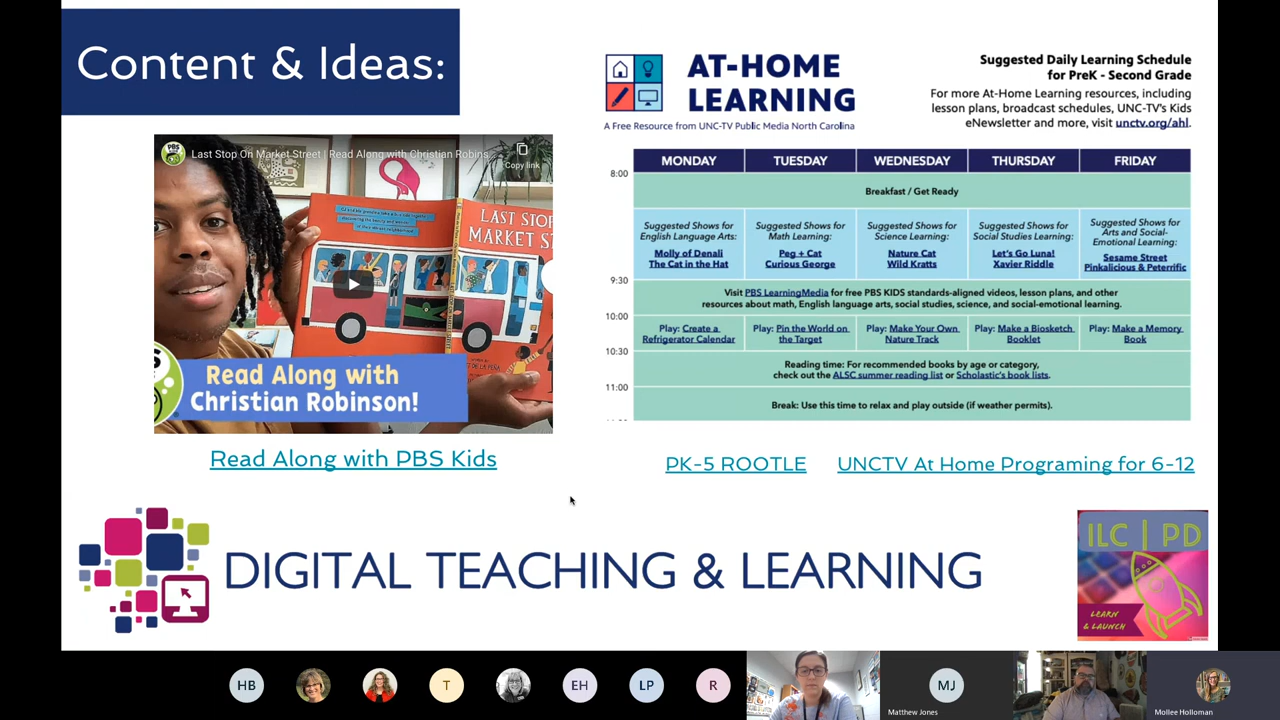 Content & Ideas:
Last Stop On Market Street | Read Along with Christian Robins...
Copy link
LAST STOP
MARKET ST
Read Along with
Christian Robinson!
Read Along with PBS Kids
AT-HOME
LEARNING
A Free Resource from UNC-TV Public Media North Carolina
Suggested Daily Learning Schedule
for PreK - Second Grade
For more At-Home Learning resources, including
lesson plans, broadcast schedules, UNC-TV's Kids
eNewsletter and more, visit unctv.org/ahl.
MONDAY TUESDAY WEDNESDAY THURSDAY FRIDAY
8:00
Breakfast / Get Ready
Suggested Shows for
English Language Arts:
Molly of Denali
The Cat in the Hat
Suggested Shows for
Math Learning:
Peg + Cat
Curious George
Suggested Shows for
Science Learning:
Nature Cat
Wild Kratts
Suggested Shows for
Social Studies Learning:
Let's Go Luna!
Xavier Riddle
Suggested Shows for
Arts and Social-
Emotional Learning:
Sesame Street
Pinkalicious & Peterrific
9:30
Visit PBS LearningMedia for free PBS KIDS standards-aligned videos, lesson plans, and other
resources about math, English language arts, social studies, science, and social-emotional learning.
10:00
Play: Create a
Refrigerator Calendar
Play: Pin the World on
the Target
Play: Make Your Own
Nature Track
Play: Make a Biosketch
Booklet
Play: Make a Memory
Book
10:30
Reading time: For recommended books by age or category,
check out the ALSC summer reading list or Scholastic's book lists.
11:00
Break: Use this time to relax and play outside (if weather permits).
PK-5 ROOTLE
UNCTV At Home Programing for 6-12
DIGITAL TEACHING & LEARNING
ILC | PD
LEARN
& LAUNCH
HB
T
EH
LP
R
MJ
Matthew Jones
Mollee Holloman